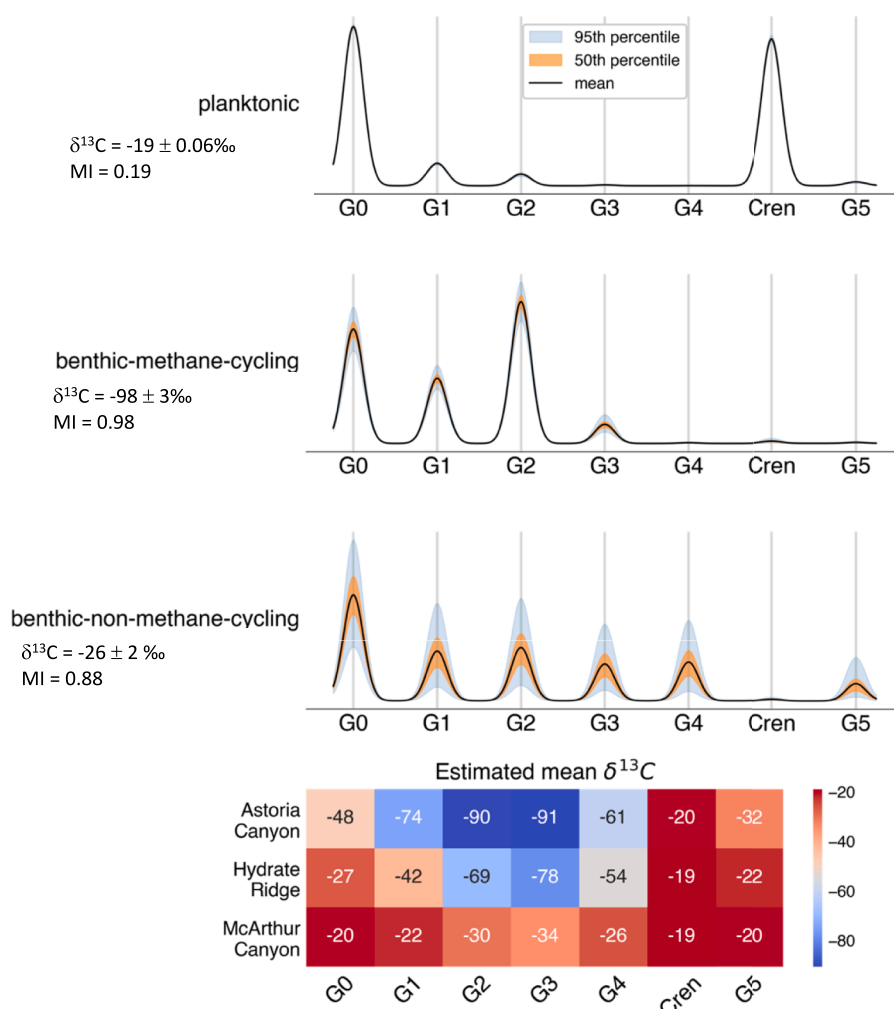 95th percentile
50th percentile
mean
planktonic
δ¹³C = -19 ± 0.06‰
MI = 0.19
G0 G1 G2 G3 G4 Cren G5
benthic-methane-cycling
δ¹³C = -98 ± 3‰
MI = 0.98
G0 G1 G2 G3 G4 Cren G5
benthic-non-methane-cycling
δ¹³C = -26 ± 2 ‰
MI = 0.88
G0 G1 G2 G3 G4 Cren G5
Estimated mean δ¹³C
Astoria
Canyon
-48 -74 -90 -91 -61 -20 -32
Hydrate
Ridge
-27 -42 -69 -78 -54 -19 -22
McArthur
Canyon
-20 -22 -30 -34 -26 -19 -20
G0 G1 G2 G3 G4 Cren G5
−20
−40
−60
−80